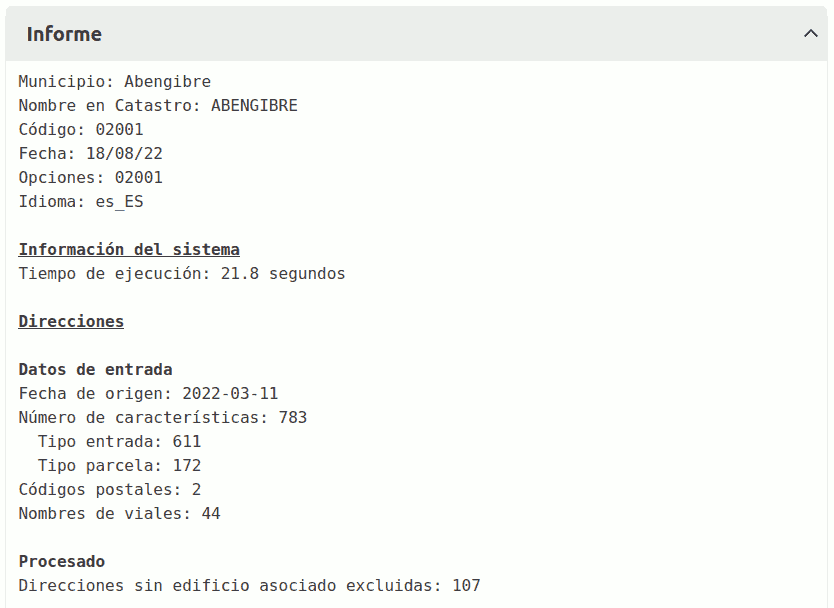 Informe
Municipio: Abengibre
Nombre en Catastro: ABENGIBRE
Código: 02001
Fecha: 18/08/22
Opciones: 02001
Idioma: es_ES
Información del sistema
Tiempo de ejecución: 21.8 segundos
Direcciones
Datos de entrada
Fecha de origen: 2022-03-11
Número de características: 783
Tipo entrada: 611
Tipo parcela: 172
Códigos postales: 2
Nombres de viales: 44
Procesado
Direcciones sin edificio asociado excluidas: 107